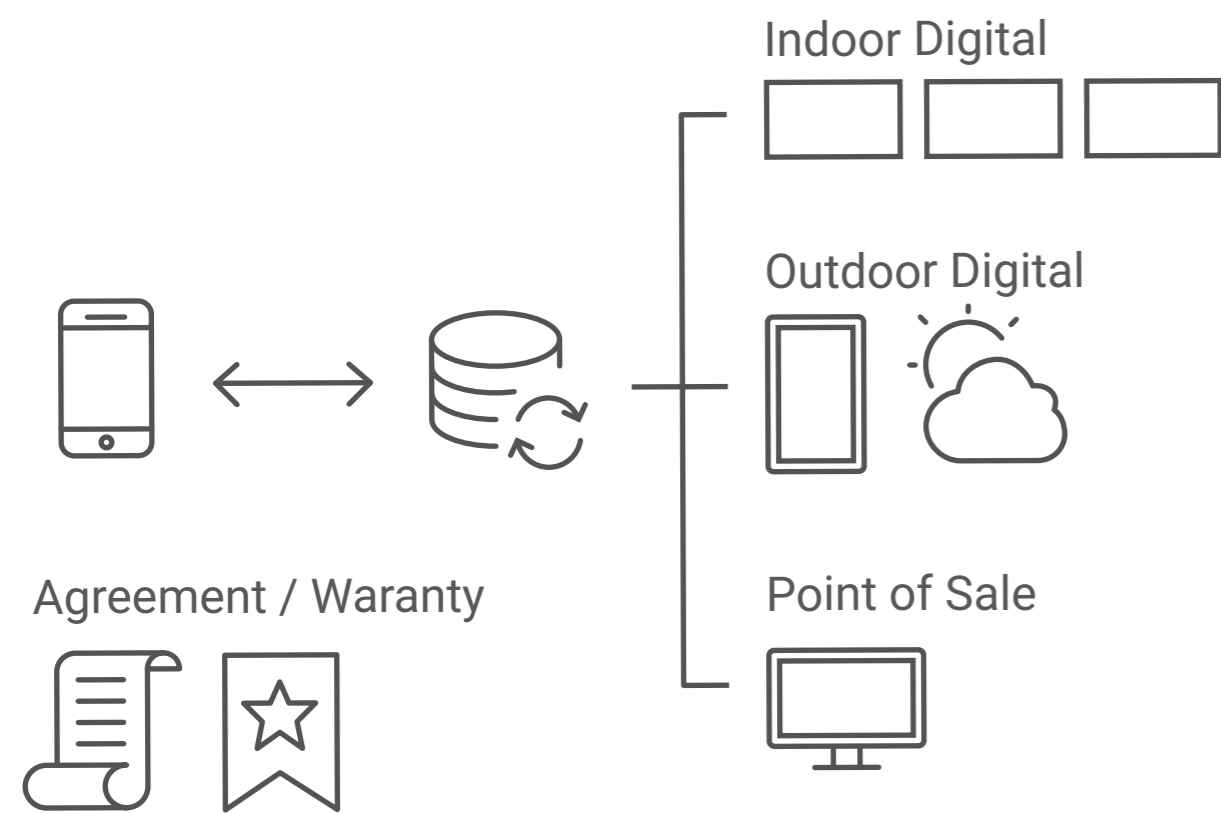 Indoor Digital
Outdoor Digital
Agreement / Waranty
Point of Sale